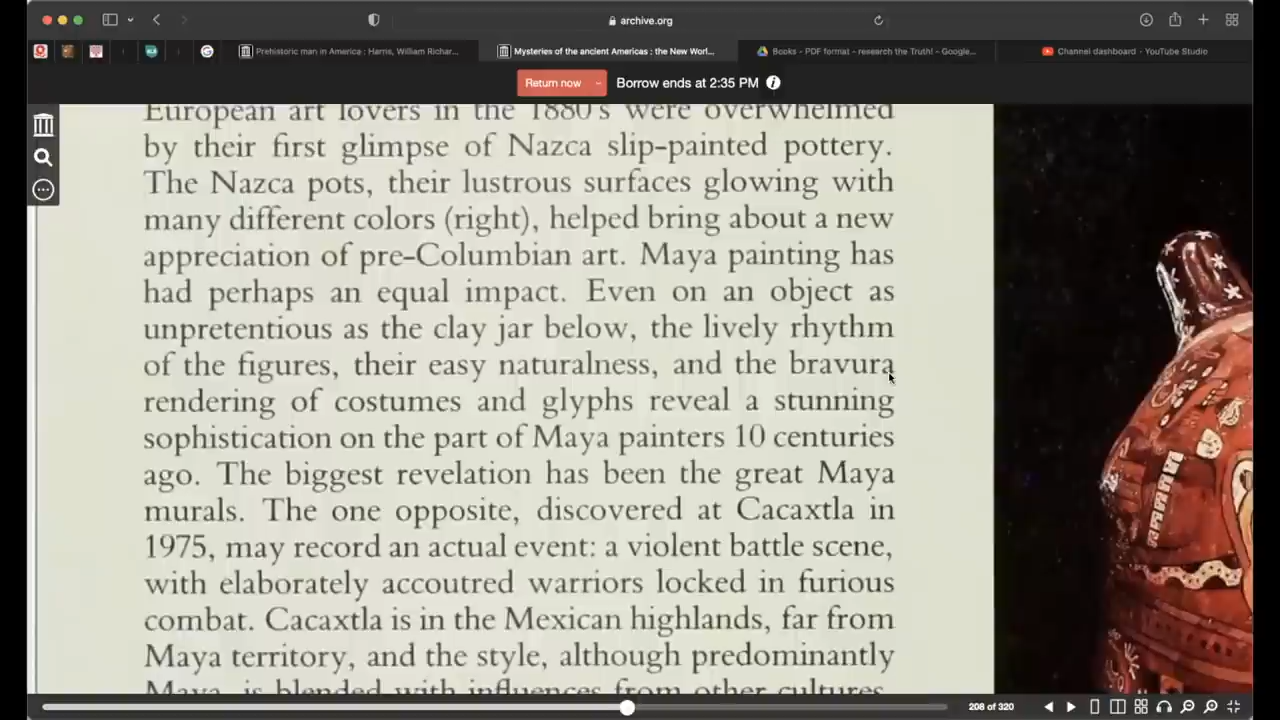 archive.org
Prehistoric man in America : Harris, William Richar...
Mysteries of the ancient Americas : the New Worl...
Books - PDF format - research the Truth! - Google...
Channel dashboard - YouTube Studio
Return now
Borrow ends at 2:35 PM
European art lovers in the 1880's were overwhelmed
by their first glimpse of Nazca slip-painted pottery.
The Nazca pots, their lustrous surfaces glowing with
many different colors (right), helped bring about a new
appreciation of pre-Columbian art. Maya painting has
had perhaps an equal impact. Even on an object as
unpretentious as the clay jar below, the lively rhythm
of the figures, their easy naturalness, and the bravura
rendering of costumes and glyphs reveal a stunning
sophistication on the part of Maya painters 10 centuries
ago. The biggest revelation has been the great Maya
murals. The one opposite, discovered at Cacaxtla in
1975, may record an actual event: a violent battle scene,
with elaborately accoutred warriors locked in furious
combat. Cacaxtla is in the Mexican highlands, far from
Maya territory, and the style, although predominantly
Maya, is blended with influences from other cultures.
208 of 320